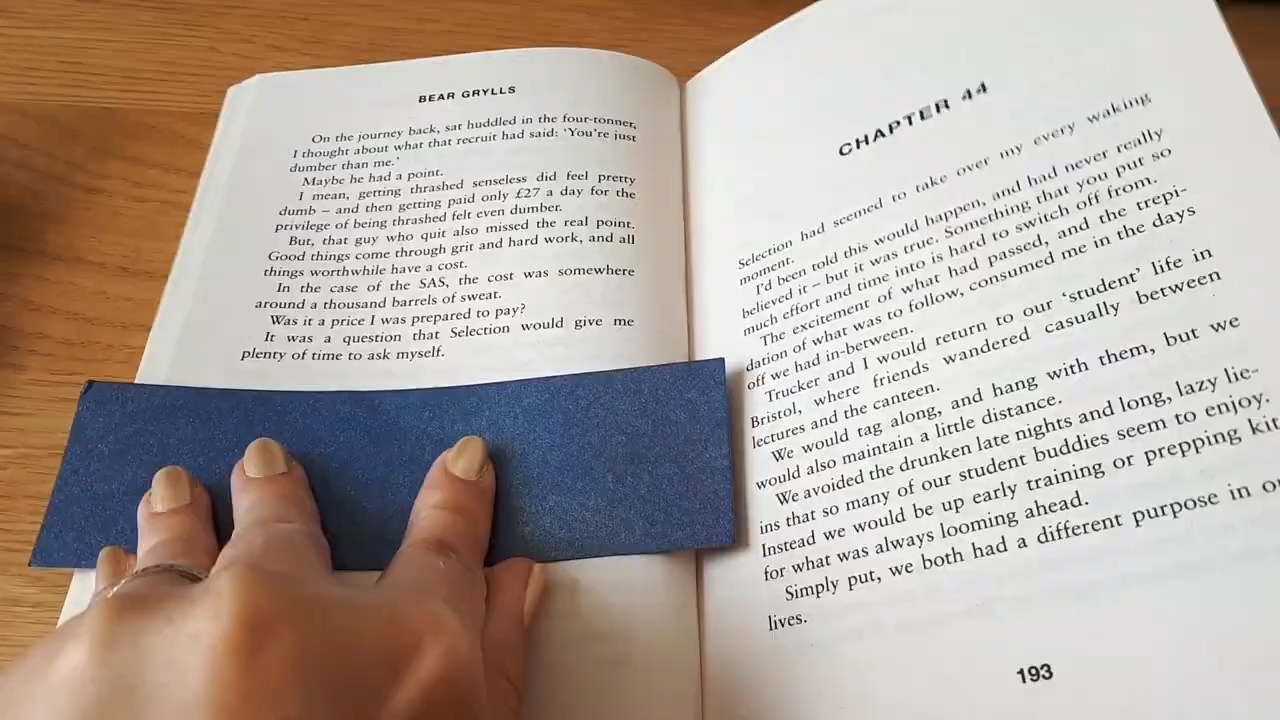 BEAR GRYLLS
On the journey back, sat huddled in the four-tonner,
I thought about what that recruit had said: 'You're just
dumber than me.'
Maybe he had a point.
I mean, getting thrashed senseless did feel pretty
dumb – and then getting paid only £27 a day for the
privilege of being thrashed felt even dumber.
But, that guy who quit also missed the real point.
Good things come through grit and hard work, and all
things worthwhile have a cost.
In the case of the SAS, the cost was somewhere
around a thousand barrels of sweat.
Was it a price I was prepared to pay?
It was a question that Selection would give me
plenty of time to ask myself.
CHAPTER 44
Selection had seemed to take over my every waking
moment.
I'd been told this would happen, and had never really
believed it – but it was true. Something that you put so
much effort and time into is hard to switch off from.
The excitement of what had passed, and the trepi-
dation of what was to follow, consumed me in the days
off we had in-between.
Trucker and I would return to our 'student' life in
Bristol, where friends wandered casually between
lectures and the canteen.
We would tag along, and hang with them, but we
would also maintain a little distance.
We avoided the drunken late nights and long, lazy lie-
ins that so many of our student buddies seem to enjoy.
Instead we would be up early training or prepping kit
for what was always looming ahead.
Simply put, we both had a different purpose in
lives.
193